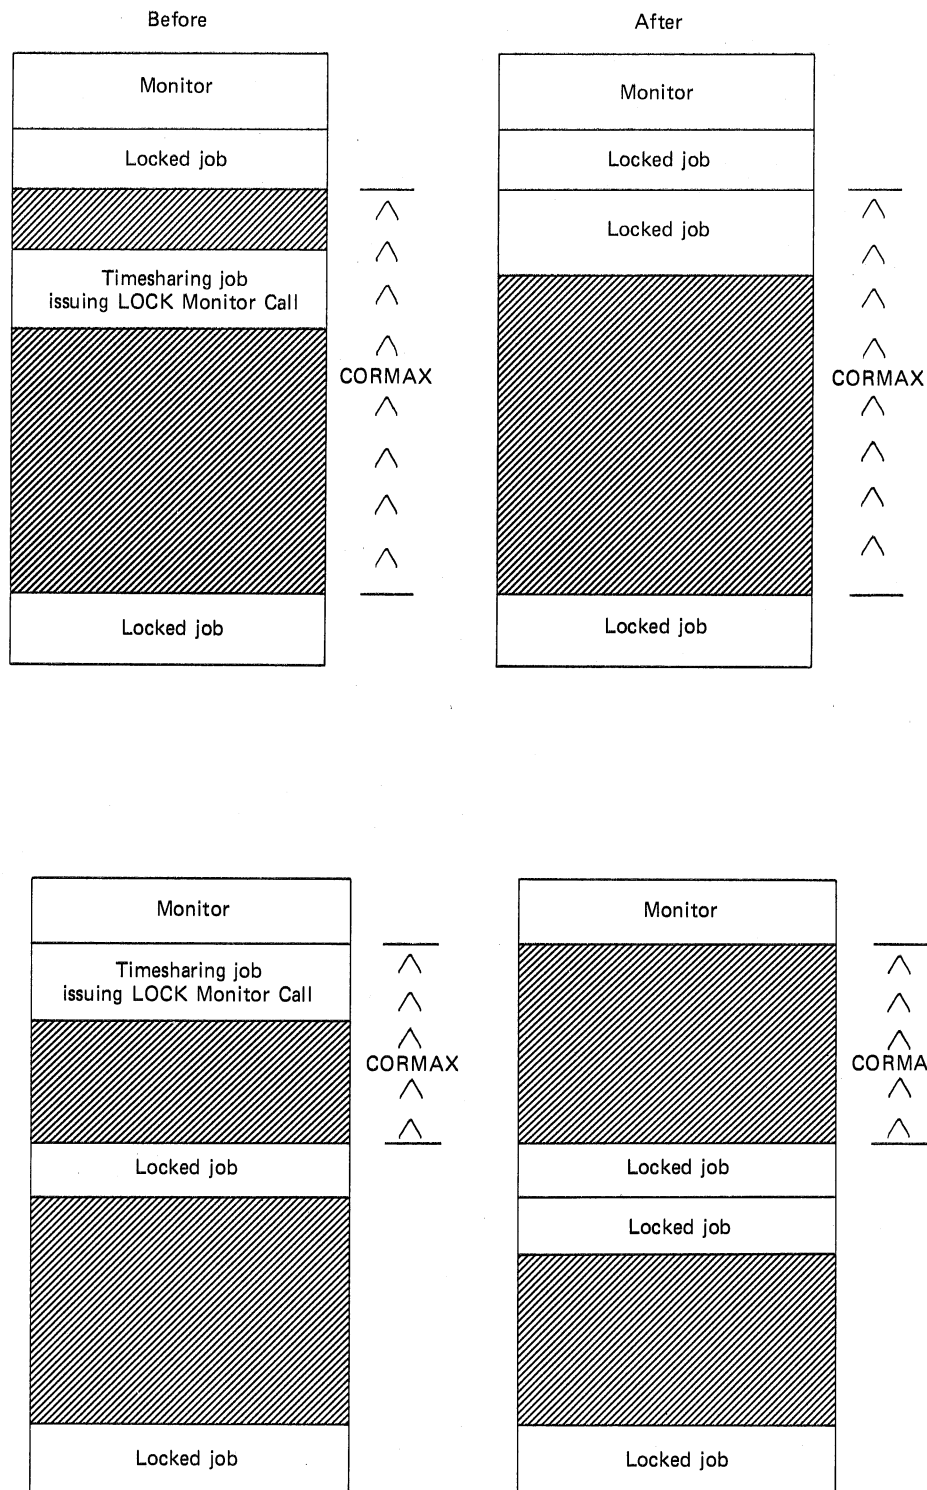 Before
After
Monitor
Locked job
Timesharing job
issuing LOCK Monitor Call
CORMAX
Locked job
Monitor
Locked job
Locked job
CORMAX
Locked job
Monitor
Timesharing job
issuing LOCK Monitor Call
CORMAX
Locked job
Locked job
Monitor
CORMA
Locked job
Locked job
Locked job